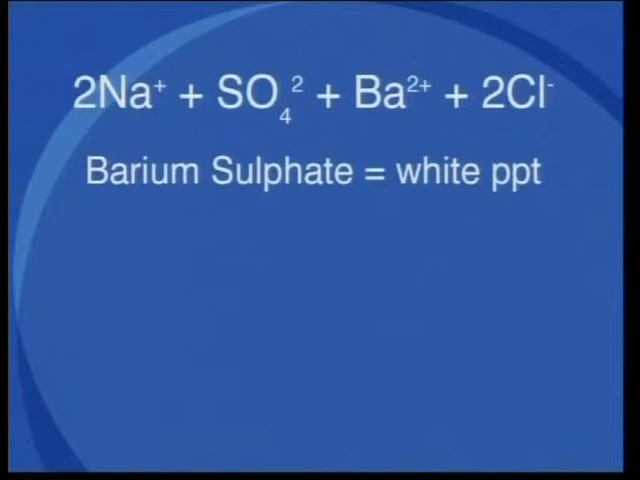 2Na⁺ + SO₄² + Ba²⁺ + 2Cl⁻
Barium Sulphate = white ppt